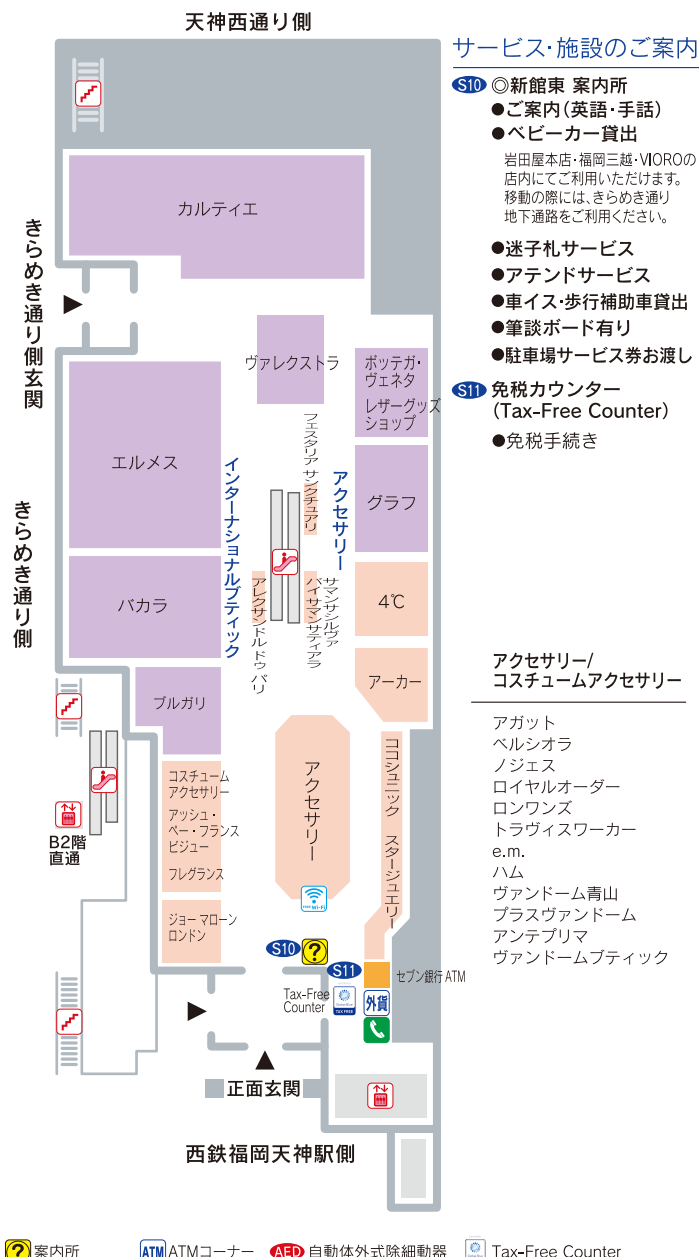 天神西通り側
サービス・施設のご案内
S10 ◎新館東 案内所
●ご案内(英語・手話)
●ベビーカー貸出
岩田屋本店・福岡三越・VIOROの
店内にてご利用いただけます。
移動の際には、きらめき通り
地下通路をご利用ください。
●迷子札サービス
●アテンドサービス
●車イス・歩行補助車貸出
●筆談ボード有り
●駐車場サービス券お渡し
S11 免税カウンター
(Tax-Free Counter)
●免税手続き
カルティエ
きらめき通り側玄関
ヴァレクストラ
ボッテガ・
ヴェネタ
レザーグッズ
ショップ
エルメス
インターナショナルブティック
フェスタリア サンクチュアリ
アクセサリー
グラフ
きらめき通り側
バカラ
アレクサンドル ドゥ パリ
サマンサシルヴァ
バイ サマンサティアラ
4℃
アーカー
ブルガリ
アクセサリー
ココシュニック スタージュエリー
コスチューム
アクセサリー
アッシュ・
ペー・フランス
ビジュー
フレグランス
ジョー マローン
ロンドン
B2階
直通
FREE Wi-Fi
S10
?
S11
セブン銀行 ATM
Tax-Free
Counter
TAX FREE
外貨
正面玄関
西鉄福岡天神駅側
アクセサリー/
コスチュームアクセサリー
アガット
ベルシオラ
ノジェス
ロイヤルオーダー
ロンワンズ
トラヴィスワーカー
e.m.
ハム
ヴァンドーム青山
プラスヴァンドーム
アンテプリマ
ヴァンドームブティック
? 案内所
ATM ATMコーナー
AED 自動体外式除細動器
Tax-Free Counter